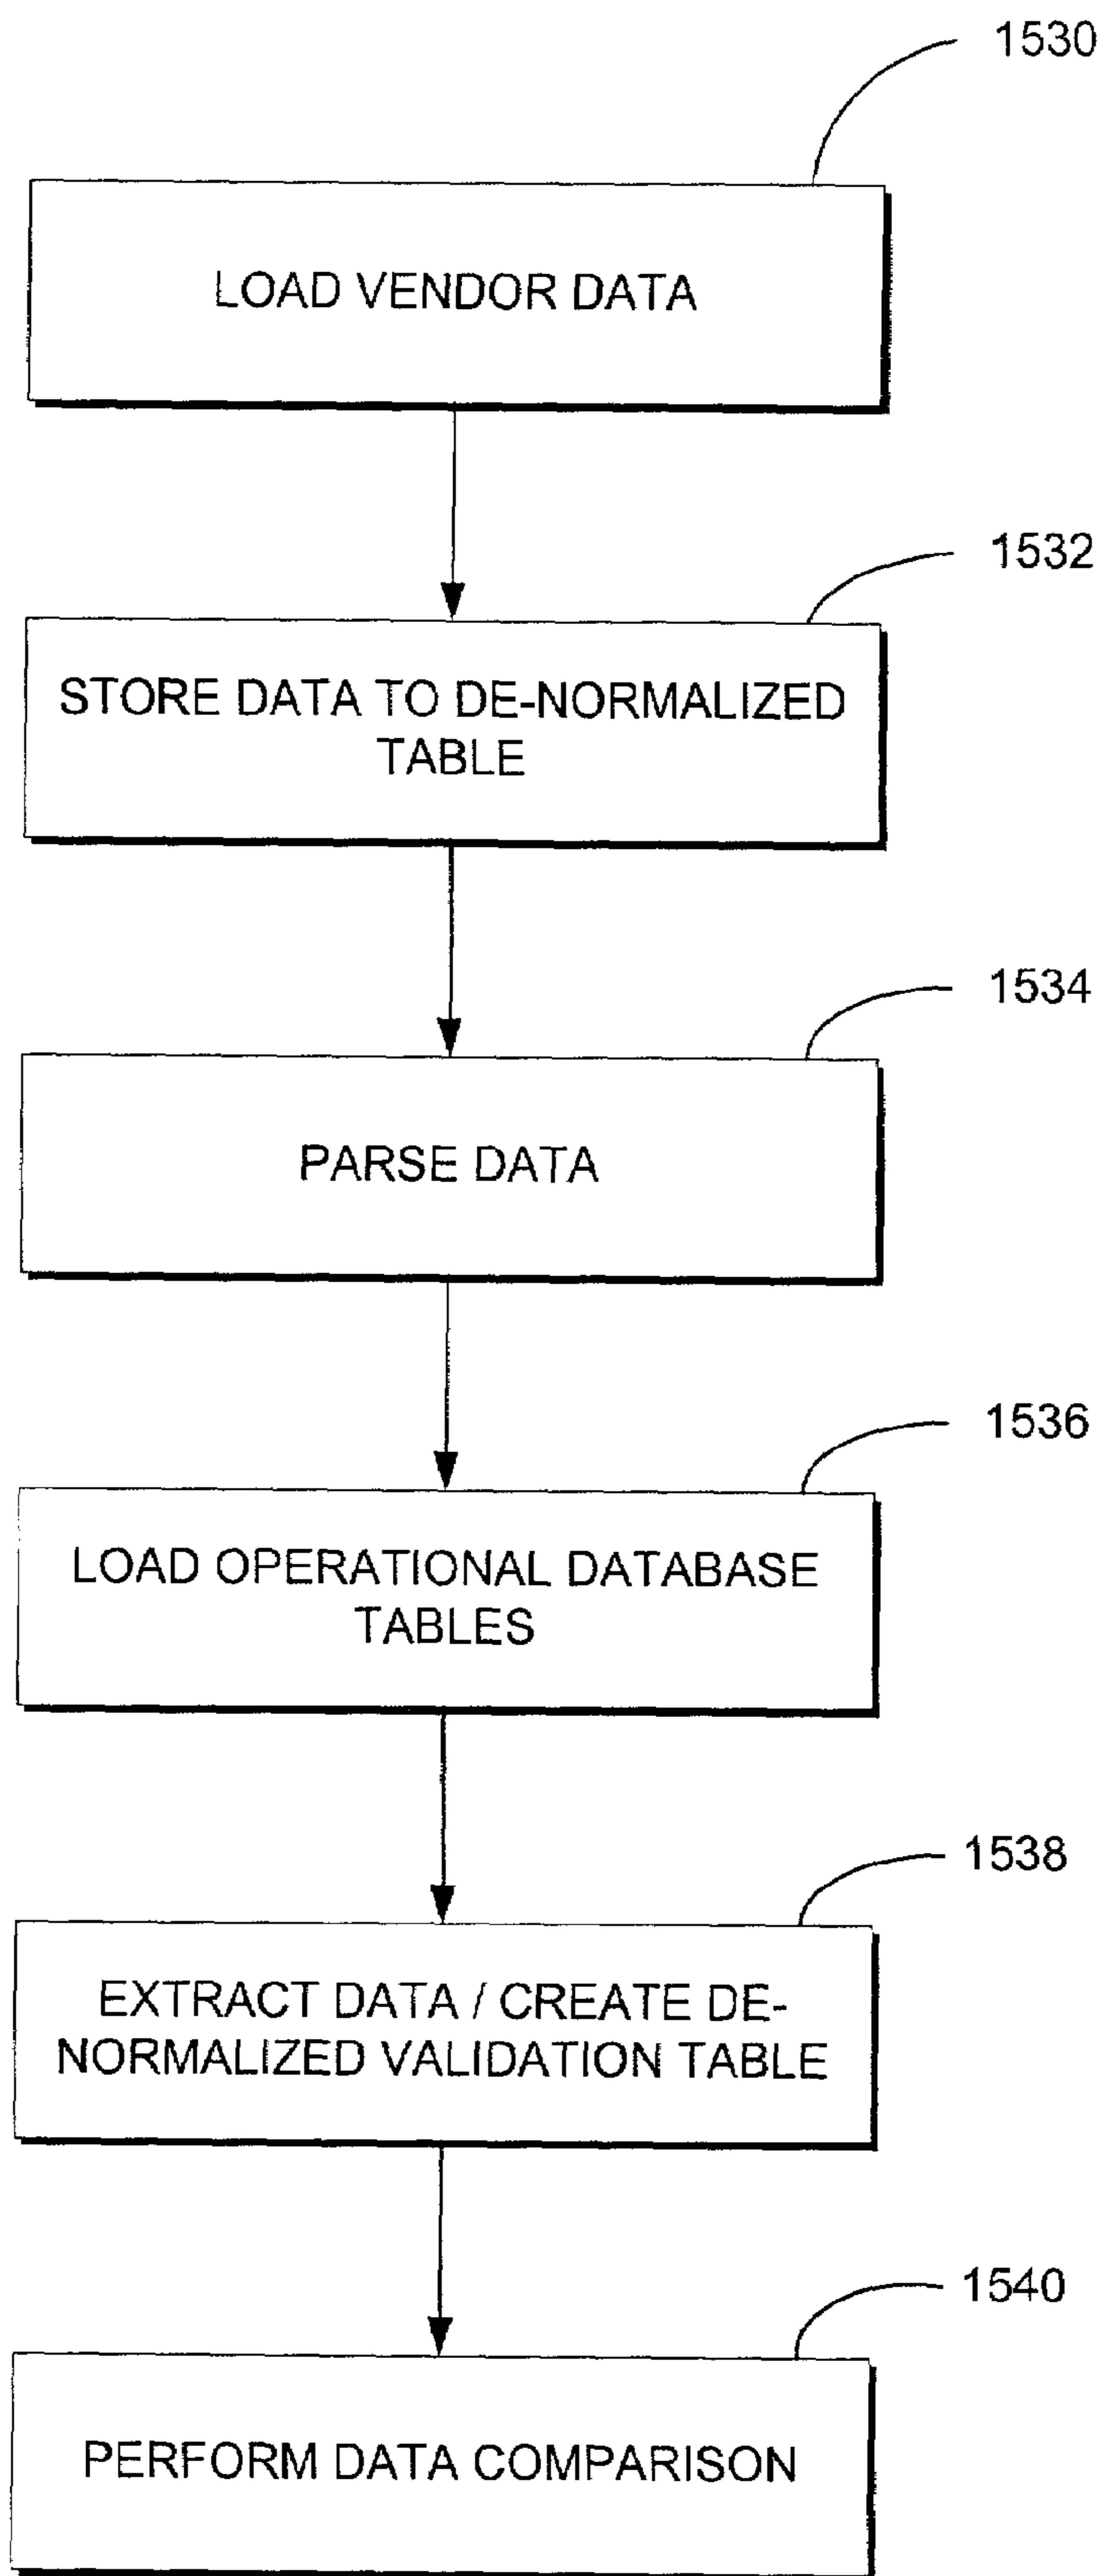 1530
LOAD VENDOR DATA
1532
STORE DATA TO DE-NORMALIZED
TABLE
1534
PARSE DATA
1536
LOAD OPERATIONAL DATABASE
TABLES
1538
EXTRACT DATA / CREATE DE-
NORMALIZED VALIDATION TABLE
1540
PERFORM DATA COMPARISON